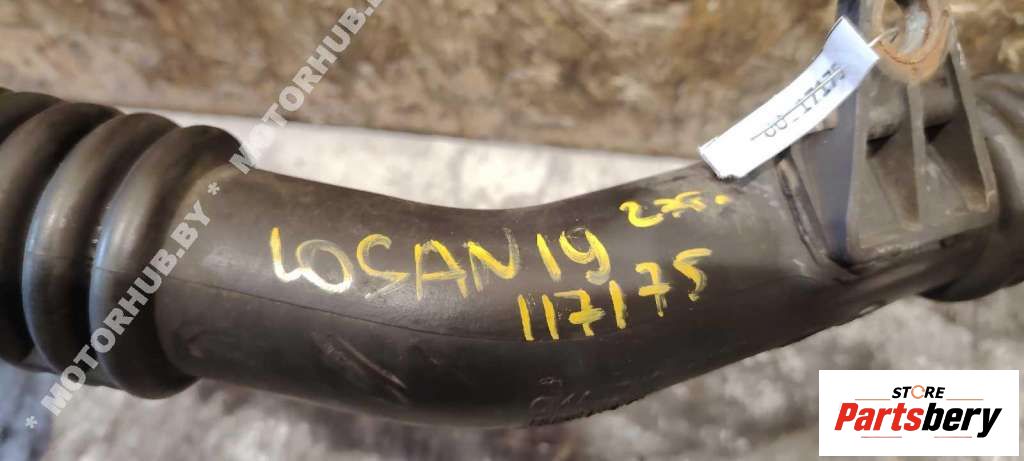 * MOTORHUB.BY * MOTORHUB.BY
LOGAN 19
117175
STORE
Partsbery